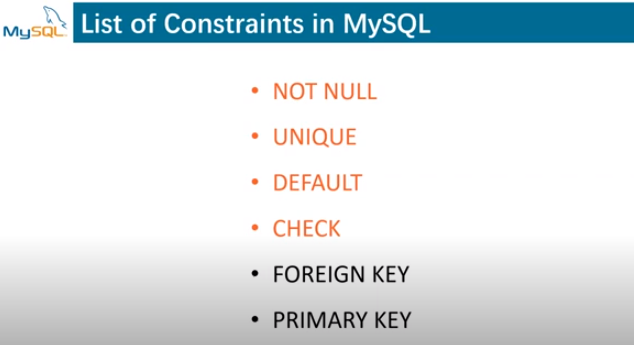 MySQL
List of Constraints in MySQL
• NOT NULL
• UNIQUE
• DEFAULT
• CHECK
• FOREIGN KEY
• PRIMARY KEY